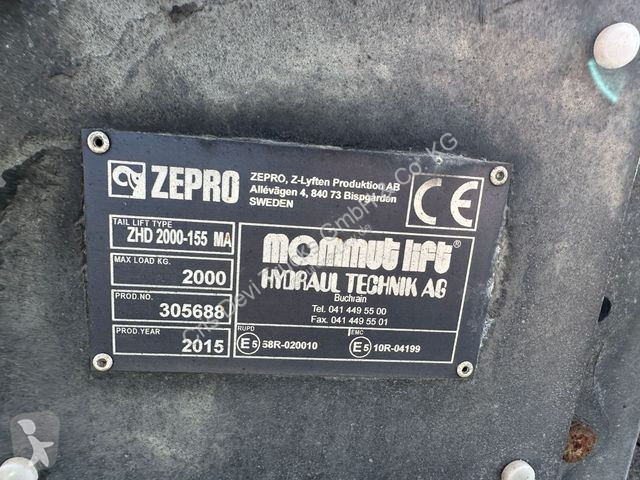 ZEPRO
ZEPRO, Z-Lyften Produktion AB
Allévägen 4, 840 73 Bispgården
SWEDEN
CE
TAIL LIFT TYPE
ZHD 2000-155 MA
MAX LOAD KG.
2000
PROD.NO.
305688
PROD.YEAR
2015
mammut lift®
HYDRAUL TECHNIK AG
Buchrain
Tel. 041 449 55 00
Fax. 041 449 55 01
RUPD
E5 58R-020010
EMC
E5 10R-04199